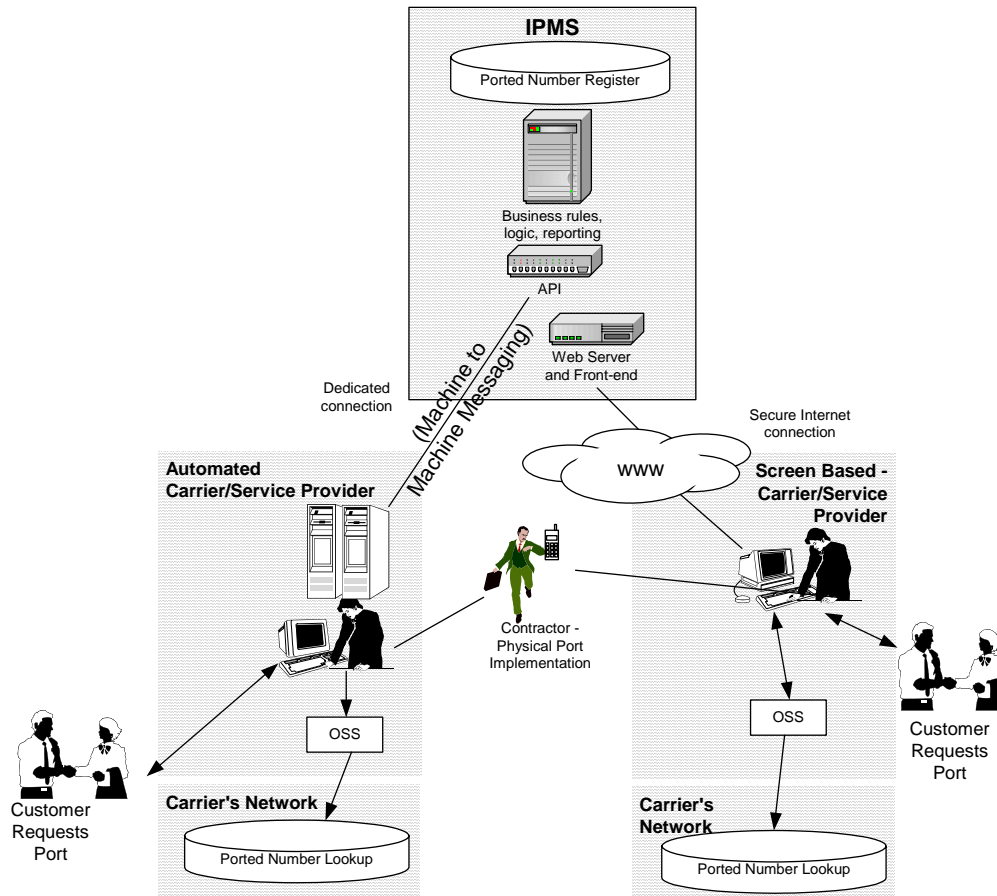 IPMS
Ported Number Register
Business rules,
logic, reporting
API
Web Server
and Front-end
Dedicated
connection
(Machine to
Machine Messaging)
Secure Internet
connection
www
Automated
Carrier/Service Provider
Screen Based -
Carrier/Service
Provider
Contractor -
Physical Port
Implementation
OSS
OSS
Customer
Requests
Port
Customer
Requests
Port
Carrier's Network
Ported Number Lookup
Carrier's
Network
Ported Number Lookup